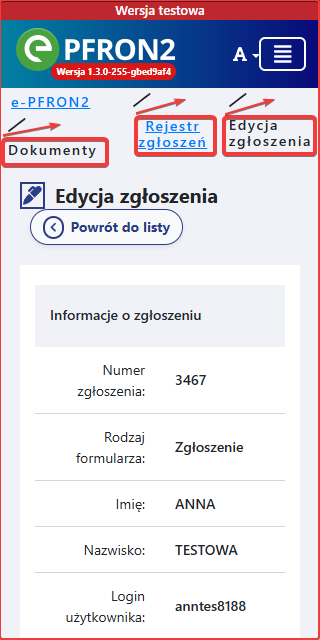 Wersja testowa
e PFRON2
Wersja 1.3.0-255-gbed9af4
A
e-PFRON2
/ Dokumenty
/ Rejestr zgłoszeń
/ Edycja zgłoszenia
Edycja zgłoszenia
Powrót do listy
Informacje o zgłoszeniu
Numer zgłoszenia: 3467
Rodzaj formularza: Zgłoszenie
Imię: ANNA
Nazwisko: TESTOWA
Login użytkownika: anntes8188